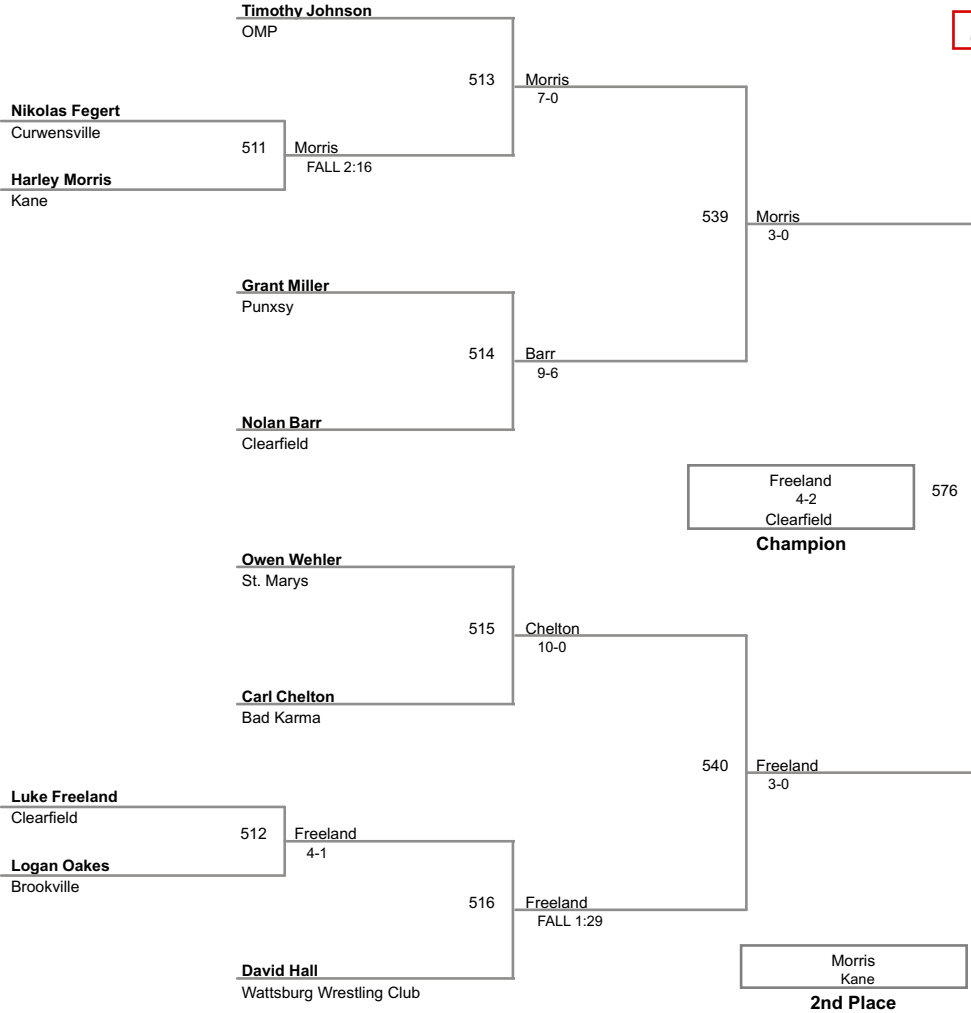 Timothy Johnson
OMP
513
Morris
7-0
Nikolas Fegert
Curwensville
511
Morris
FALL 2:16
Harley Morris
Kane
539
Morris
3-0
Grant Miller
Punxsy
514
Barr
9-6
Nolan Barr
Clearfield
Freeland
4-2
Clearfield
576
Champion
Owen Wehler
St. Marys
515
Chelton
10-0
Carl Chelton
Bad Karma
540
Freeland
3-0
Luke Freeland
Clearfield
512
Freeland
4-1
Logan Oakes
Brookville
516
Freeland
FALL 1:29
David Hall
Wattsburg Wrestling Club
Morris
Kane
2nd Place